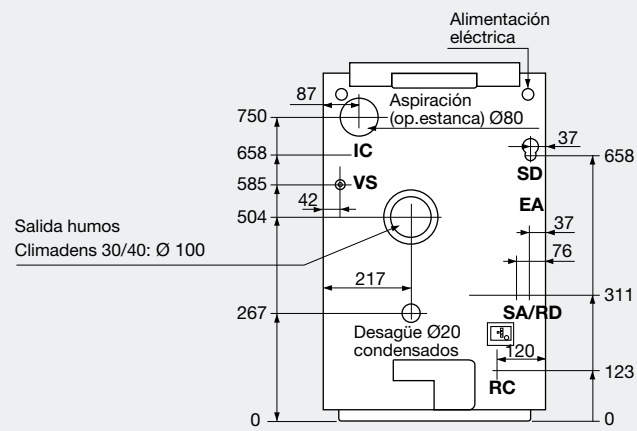 Alimentación
eléctrica
87
Aspiración
(op.estanca) Ø80
750
37
IC
658
658
SD
585
VS
EA
42
504
37
Salida humos
Climadens 30/40: Ø 100
76
217
311
267
SA/RD
Desagüe Ø20
condensados
120
123
RC
0
0